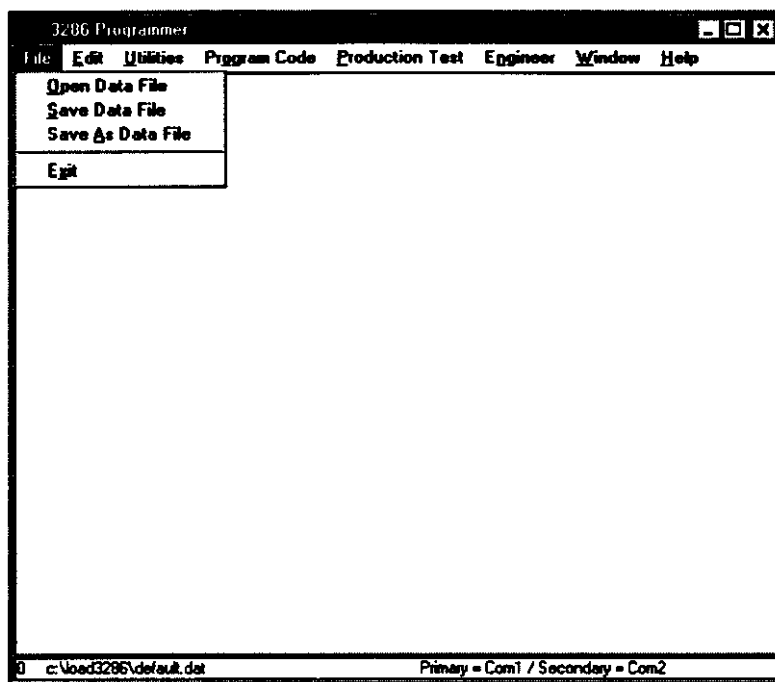 3286 Programmer
File Edit Utilities Program Code Production Test Engineer Window Help
Open Data File
Save Data File
Save As Data File
Exit
0 c:\load3286\default.dat Primary = Com1 / Secondary = Com2